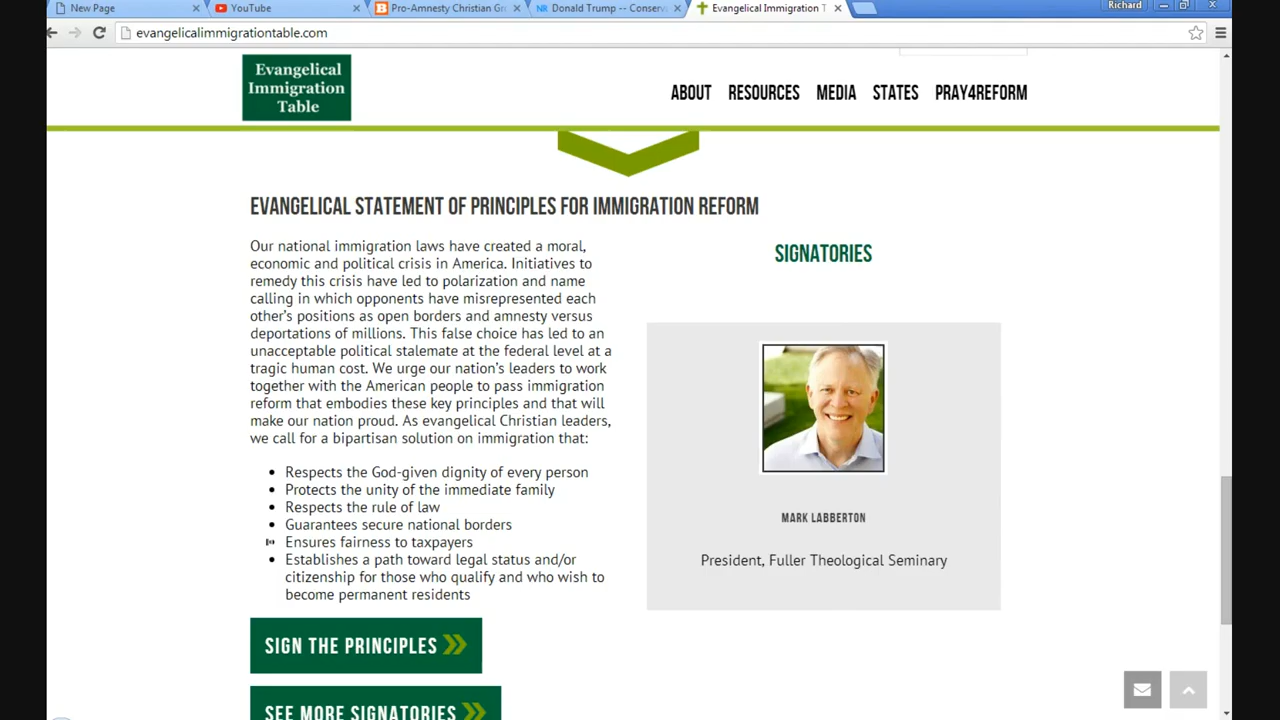 New Page
YouTube
Pro-Amnesty Christian Gr
Donald Trump -- Conserv
Evangelical Immigration T
Richard
evangelicalimmigrationtable.com
Evangelical
Immigration
Table
ABOUT
RESOURCES
MEDIA
STATES
PRAY4REFORM
EVANGELICAL STATEMENT OF PRINCIPLES FOR IMMIGRATION REFORM
Our national immigration laws have created a moral,
economic and political crisis in America. Initiatives to
remedy this crisis have led to polarization and name
calling in which opponents have misrepresented each
other's positions as open borders and amnesty versus
deportations of millions. This false choice has led to an
unacceptable political stalemate at the federal level at a
tragic human cost. We urge our nation's leaders to work
together with the American people to pass immigration
reform that embodies these key principles and that will
make our nation proud. As evangelical Christian leaders,
we call for a bipartisan solution on immigration that:
• Respects the God-given dignity of every person
• Protects the unity of the immediate family
• Respects the rule of law
• Guarantees secure national borders
• Ensures fairness to taxpayers
• Establishes a path toward legal status and/or
citizenship for those who qualify and who wish to
become permanent residents
SIGN THE PRINCIPLES
SEE MORE SIGNATORIES
SIGNATORIES
MARK LABBERTON
President, Fuller Theological Seminary